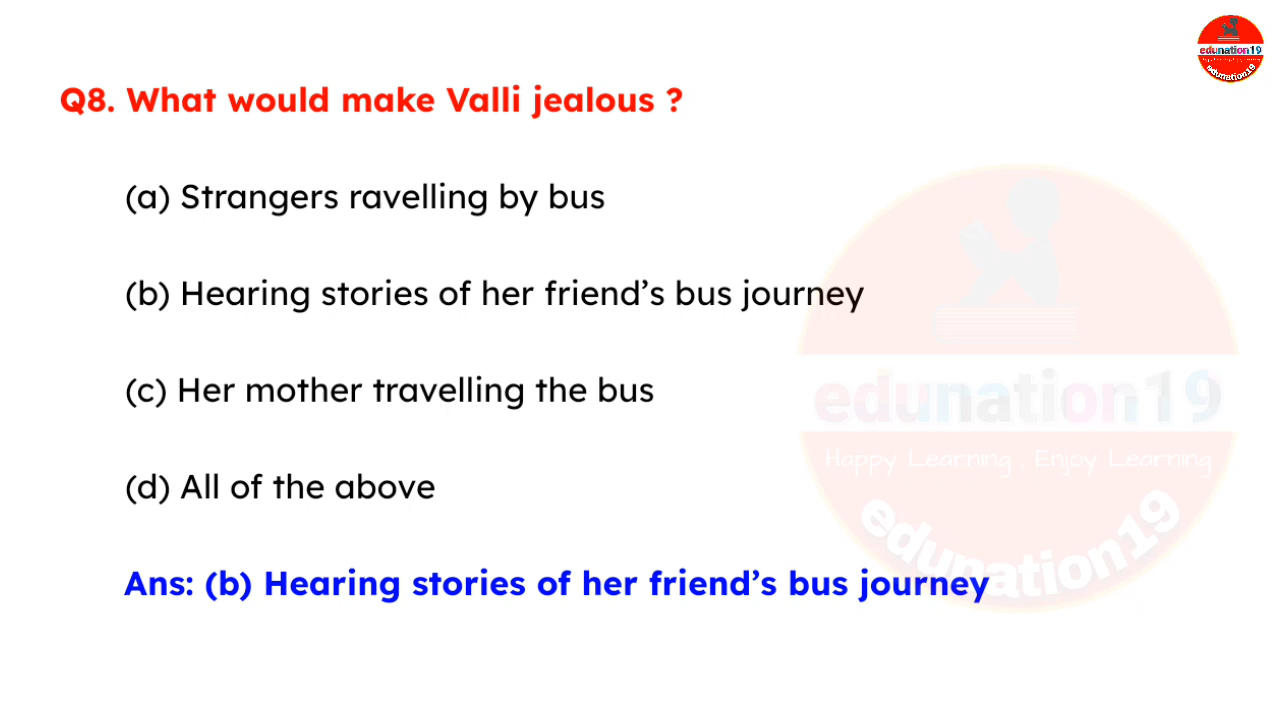 edunation19
edunation19
Q8. What would make Valli jealous ?
(a) Strangers ravelling by bus
(b) Hearing stories of her friend’s bus journey
(c) Her mother travelling the bus
edunation19
Happy Learning , Enjoy Learning
(d) All of the above
edunation19
Ans: (b) Hearing stories of her friend’s bus journey